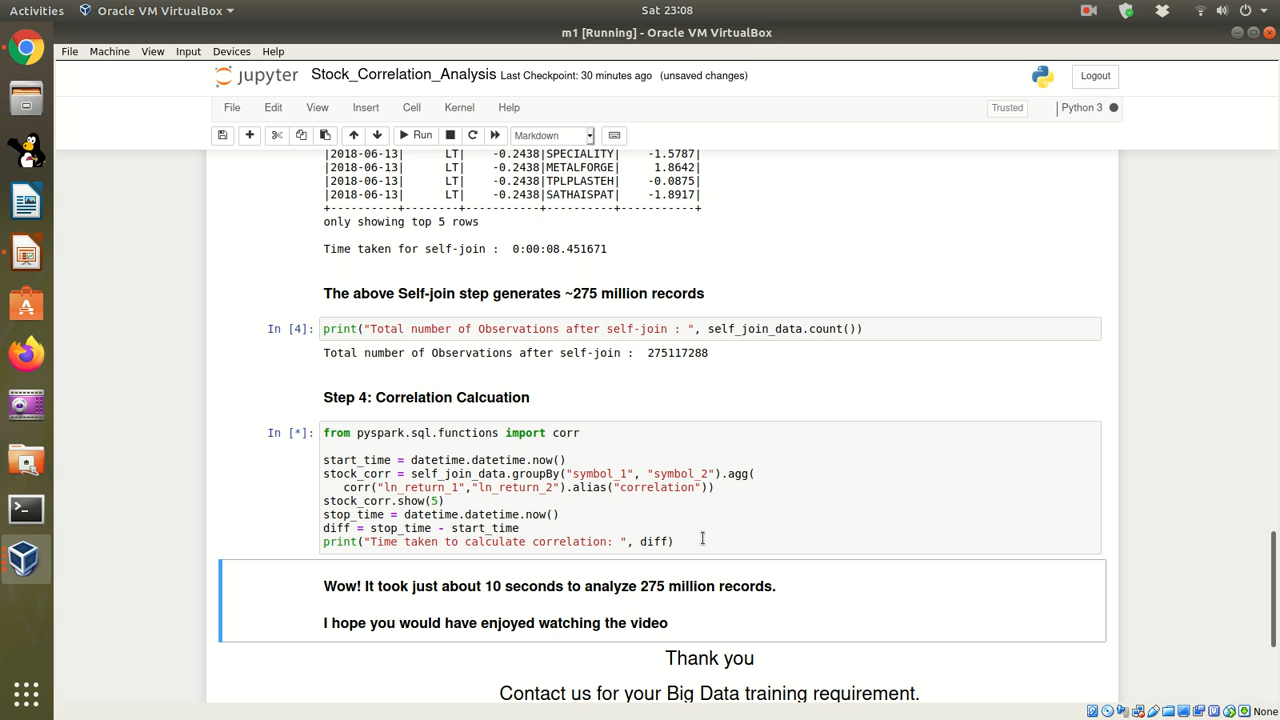 Activities Oracle VM VirtualBox Sat 23:08
m1 [Running] - Oracle VM VirtualBox
File Machine View Input Devices Help
jupyter Stock_Correlation_Analysis Last Checkpoint: 30 minutes ago (unsaved changes) Logout
File Edit View Insert Cell Kernel Help Trusted Python 3
Run Markdown
|2018-06-13| LT| -0.2438|SPECIALITY| -1.5787|
|2018-06-13| LT| -0.2438|METALFORGE| 1.8642|
|2018-06-13| LT| -0.2438|TPLPLASTEH| -0.0875|
|2018-06-13| LT| -0.2438|SATHAISPAT| -1.8917|
+----------+--------+-----------+----------+-----------+
only showing top 5 rows
Time taken for self-join : 0:00:08.451671
The above Self-join step generates ~275 million records
In [4]: print("Total number of Observations after self-join : ", self_join_data.count())
Total number of Observations after self-join : 275117288
Step 4: Correlation Calcuation
In [*]: from pyspark.sql.functions import corr
start_time = datetime.datetime.now()
stock_corr = self_join_data.groupBy("symbol_1", "symbol_2").agg(
corr("ln_return_1","ln_return_2").alias("correlation"))
stock_corr.show(5)
stop_time = datetime.datetime.now()
diff = stop_time - start_time
print("Time taken to calculate correlation: ", diff)
Wow! It took just about 10 seconds to analyze 275 million records.
I hope you would have enjoyed watching the video
Thank you
Contact us for your Big Data training requirement.
None